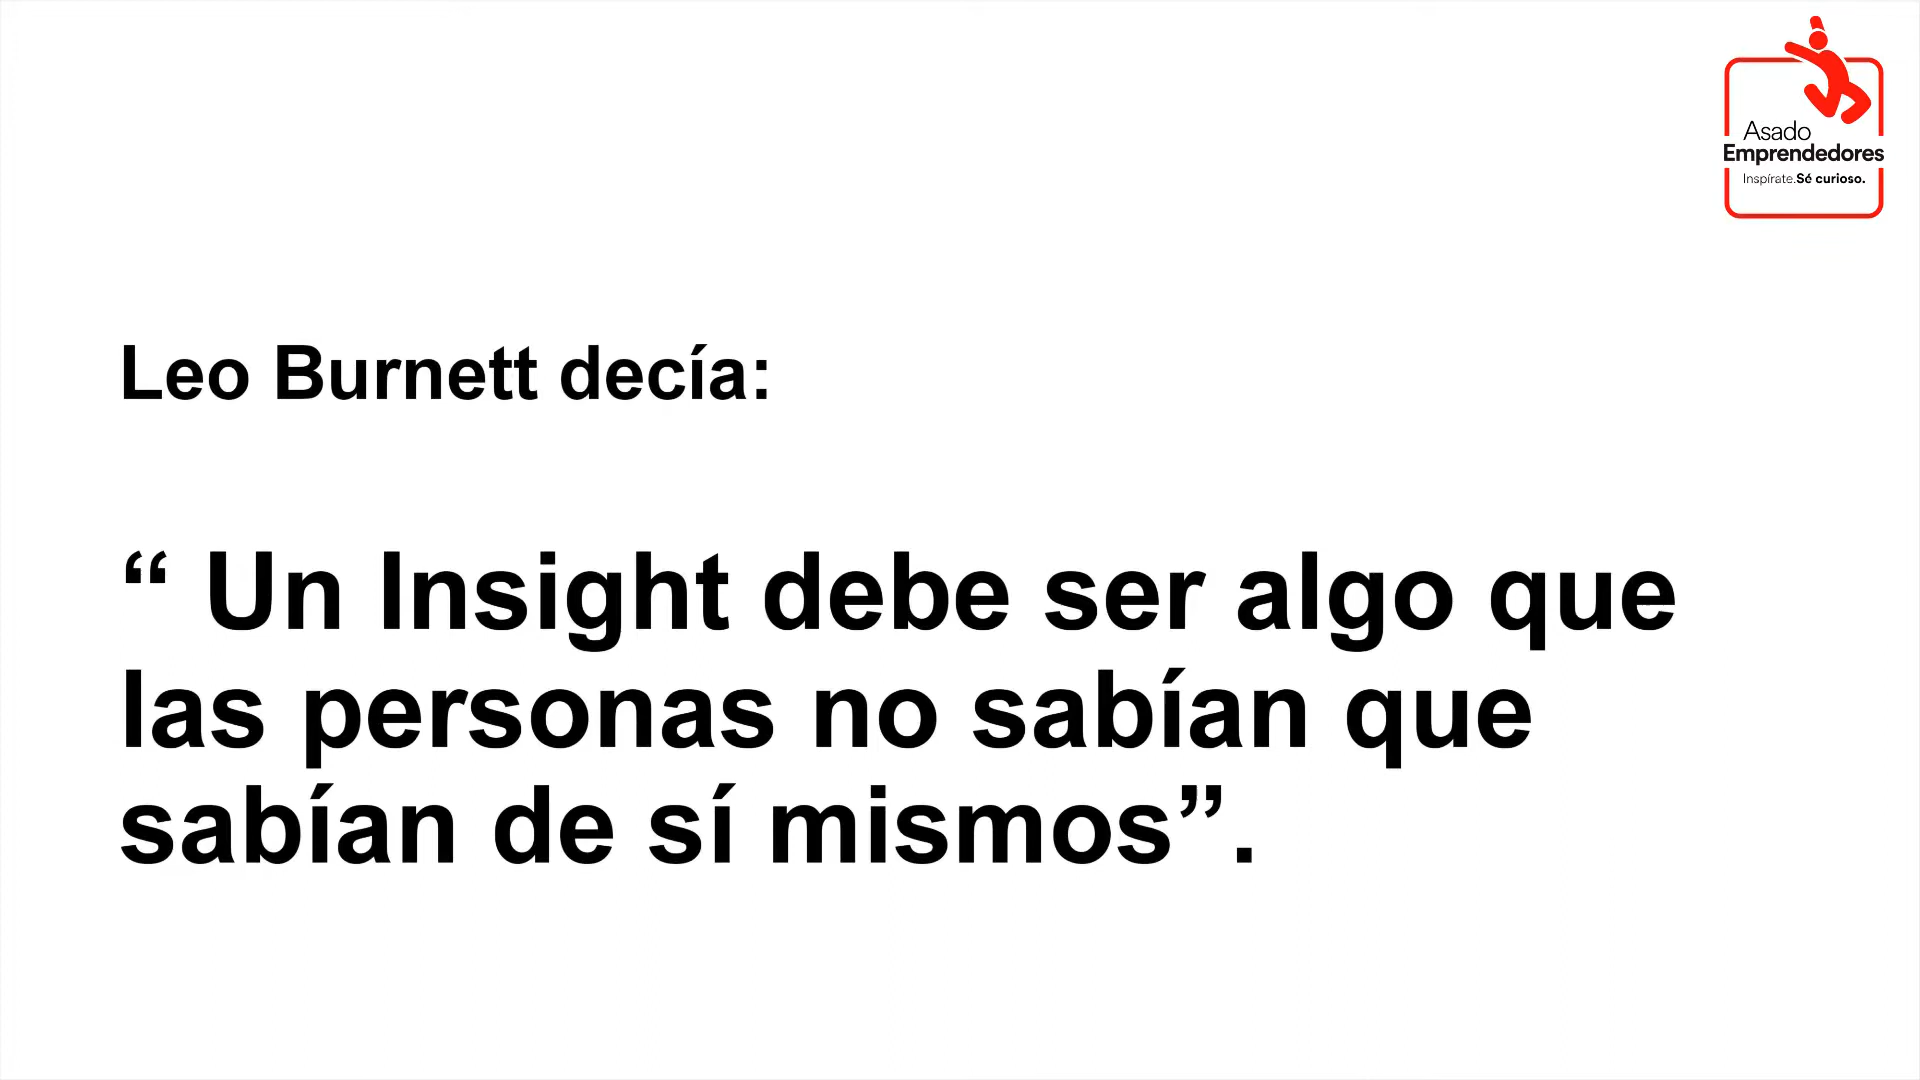 Asado
Emprendedores
Inspírate.Sé curioso.
Leo Burnett decía:
“ Un Insight debe ser algo que
las personas no sabían que
sabían de sí mismos”.